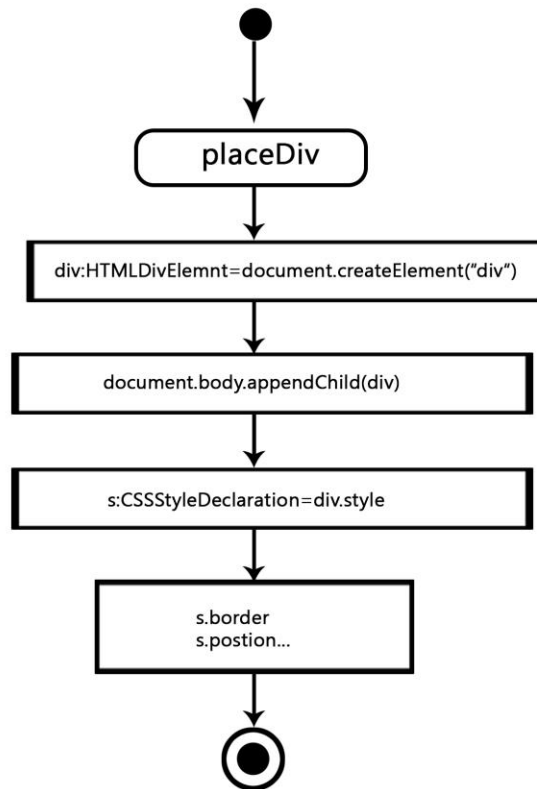 placeDiv
div:HTMLDivElemnt=document.createElement("div")
document.body.appendChild(div)
s:CSSStyleDeclaration=div.style
s.border
s.postion...